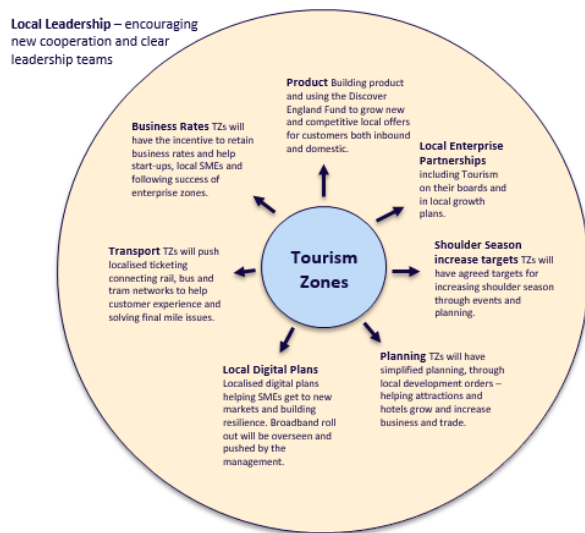 Local Leadership – encouraging
new cooperation and clear
leadership teams
Product Building product
and using the Discover
England Fund to grow new
and competitive local offers
for customers both inbound
and domestic.
Business Rates TZs will
have the incentive to retain
business rates and help
start-ups, local SMEs and
following success of
enterprise zones.
Local Enterprise
Partnerships
including Tourism
on their boards and
in local growth
plans.
Tourism
Zones
Transport TZs will push
localised ticketing
connecting rail, bus and
tram networks to help
customer experience and
solving final mile issues.
Shoulder Season
increase targets TZs will
have agreed targets for
increasing shoulder season
through events and
planning.
Local Digital Plans
Localised digital plans
helping SMEs get to new
markets and building
resilience. Broadband roll
out will be overseen and
pushed by the
management.
Planning TZs will have
simplified planning, through
local development orders –
helping attractions and
hotels grow and increase
business and trade.